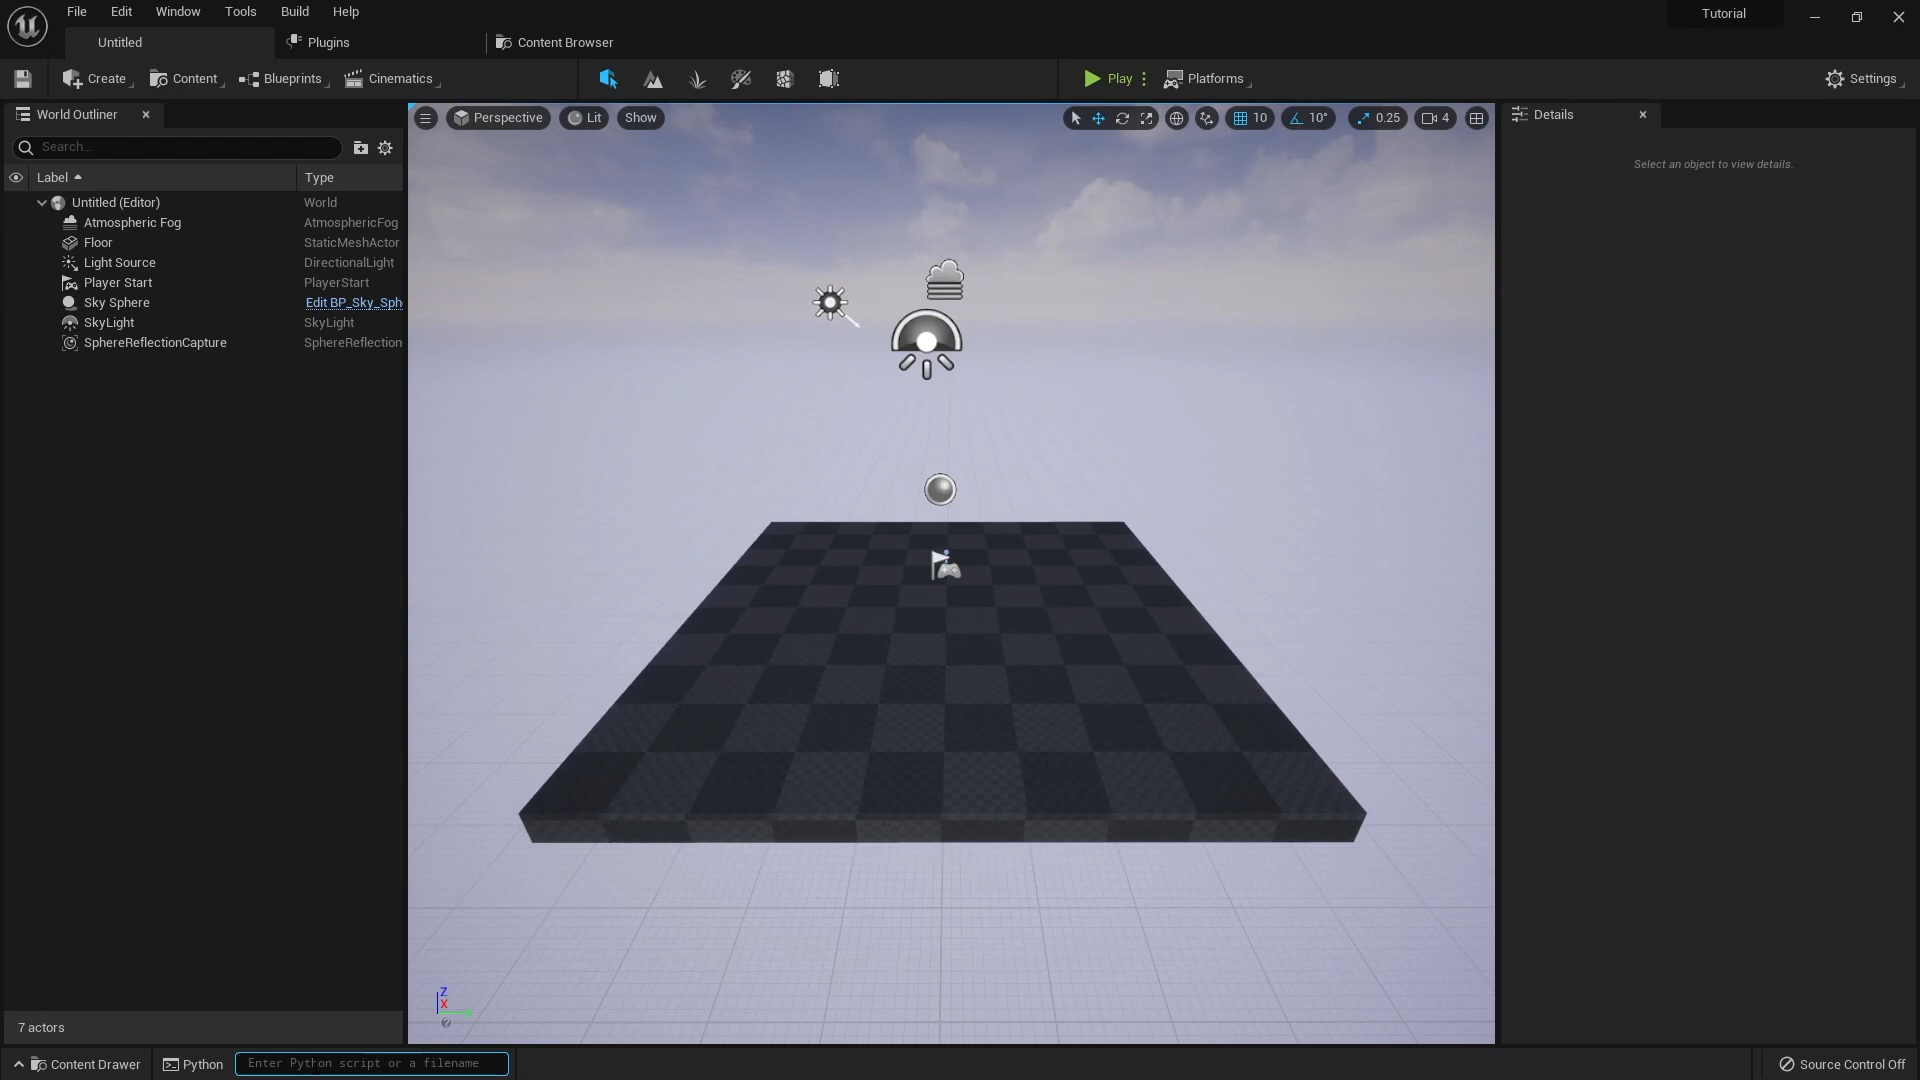 File Edit Window Tools Build Help
Tutorial
Untitled
Plugins
Content Browser
Create
Content
Blueprints
Cinematics
Play
Platforms
Settings
World Outliner
Search...
Label
Type
Untitled (Editor) World
Atmospheric Fog AtmosphericFog
Floor StaticMeshActor
Light Source DirectionalLight
Player Start PlayerStart
Sky Sphere Edit BP_Sky_Sph
SkyLight SkyLight
SphereReflectionCapture SphereReflection
7 actors
Perspective
Lit
Show
10
10°
0.25
4
Details
Select an object to view details.
Z
X
Content Drawer
Python
Enter Python script or a filename
Source Control Off